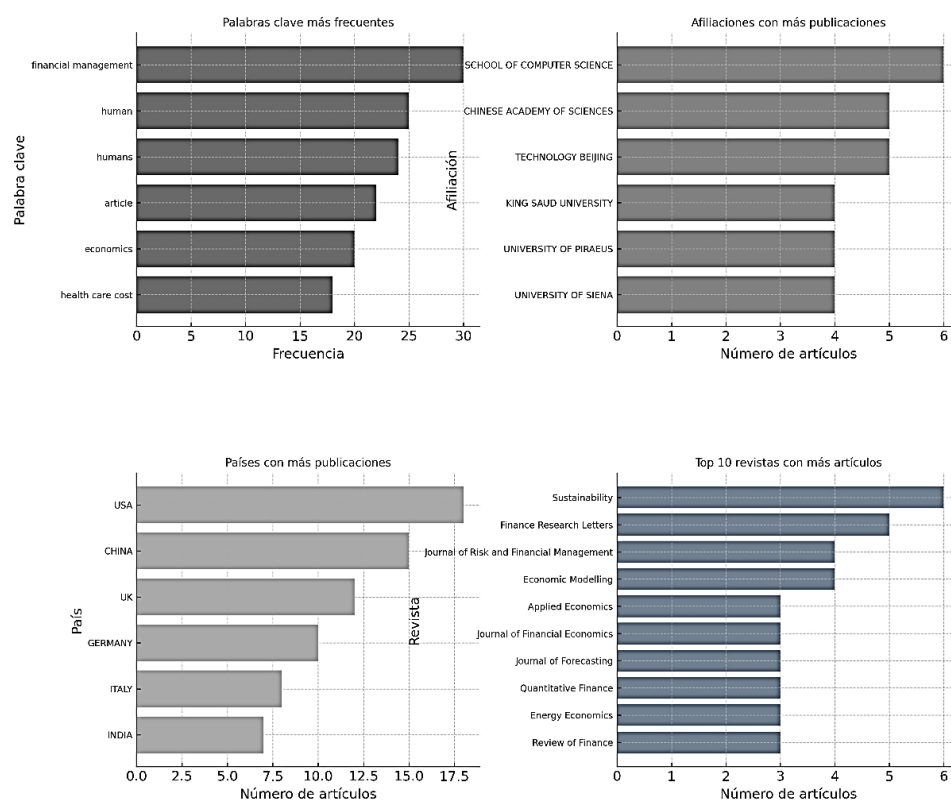 Palabras clave más frecuentes
Palabra clave
financial management
human
humans
article
economics
health care cost
0 5 10 15 20 25 30
Frecuencia
Afiliaciones con más publicaciones
Afiliación
SCHOOL OF COMPUTER SCIENCE
CHINESE ACADEMY OF SCIENCES
TECHNOLOGY BEIJING
KING SAUD UNIVERSITY
UNIVERSITY OF PIRAEUS
UNIVERSITY OF SIENA
0 1 2 3 4 5 6
Número de artículos
Países con más publicaciones
País
USA
CHINA
UK
GERMANY
ITALY
INDIA
0.0 2.5 5.0 7.5 10.0 12.5 15.0 17.5
Número de artículos
Top 10 revistas con más artículos
Revista
Sustainability
Finance Research Letters
Journal of Risk and Financial Management
Economic Modelling
Applied Economics
Journal of Financial Economics
Journal of Forecasting
Quantitative Finance
Energy Economics
Review of Finance
0 1 2 3 4 5 6
Número de artículos